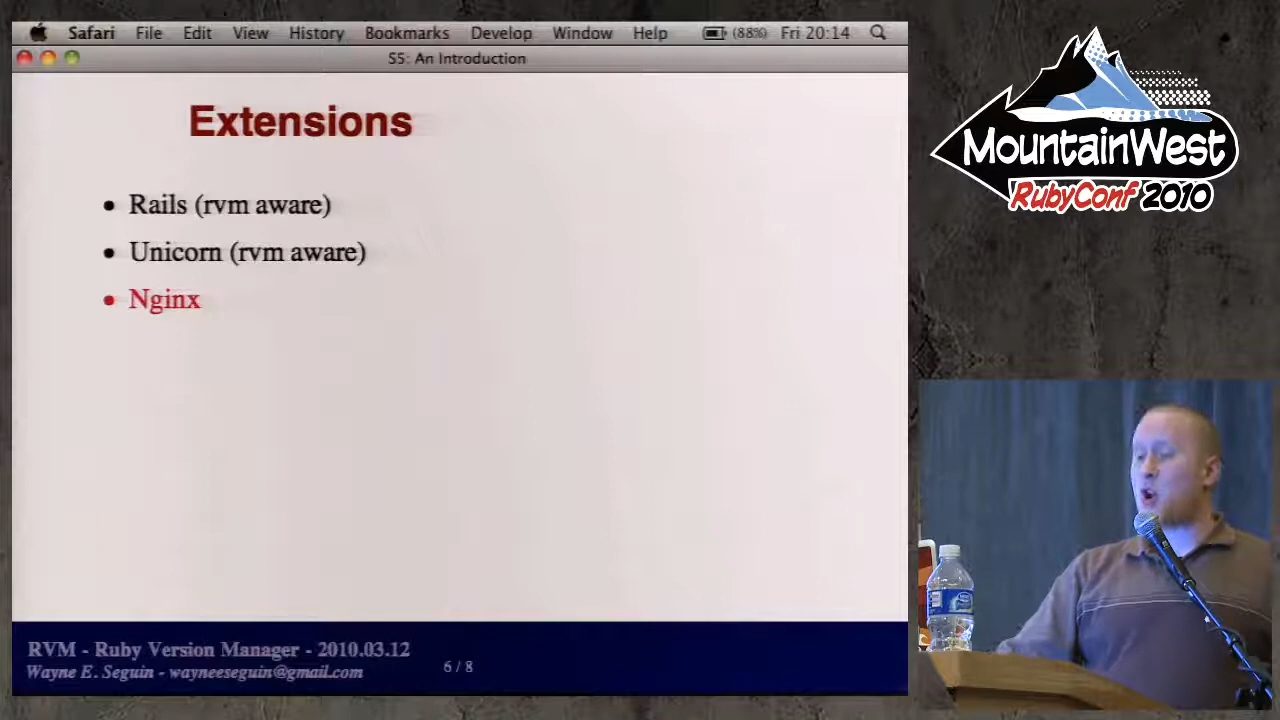 Safari File Edit View History Bookmarks Develop Window Help (88%) Fri 20:14
S5: An Introduction
Extensions
• Rails (rvm aware)
• Unicorn (rvm aware)
• Nginx
RVM - Ruby Version Manager - 2010.03.12
Wayne E. Seguin - wayneeseguin@gmail.com
6 / 8
MountainWest
RubyConf 2010